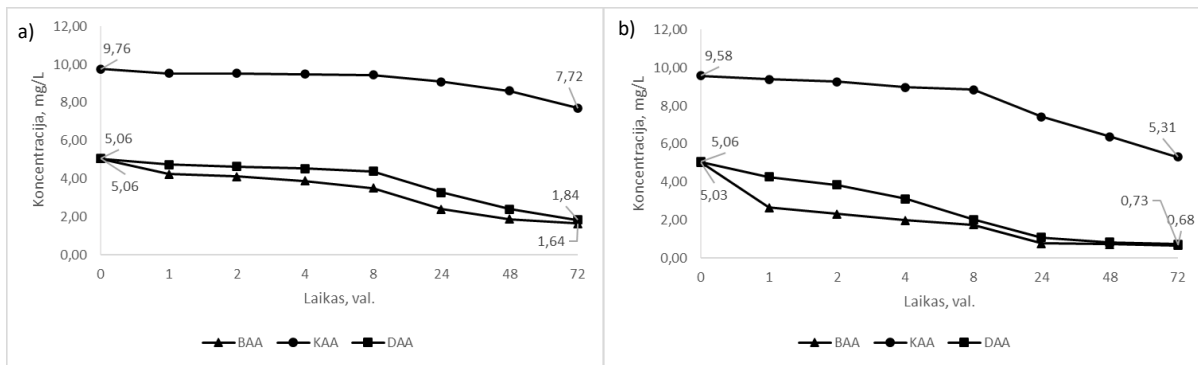 a)
Koncentracija, mg/L
12,00
10,00
8,00
6,00
4,00
2,00
0,00
9,76
7,72
5,06
5,06
1,84
1,64
0 1 2 4 8 24 48 72
Laikas, val.
BAA KAA DAA
b)
Koncentracija, mg/L
12,00
10,00
8,00
6,00
4,00
2,00
0,00
9,58
5,31
5,06
5,03
0,73
0,68
0 1 2 4 8 24 48 72
Laikas, val.
BAA KAA DAA